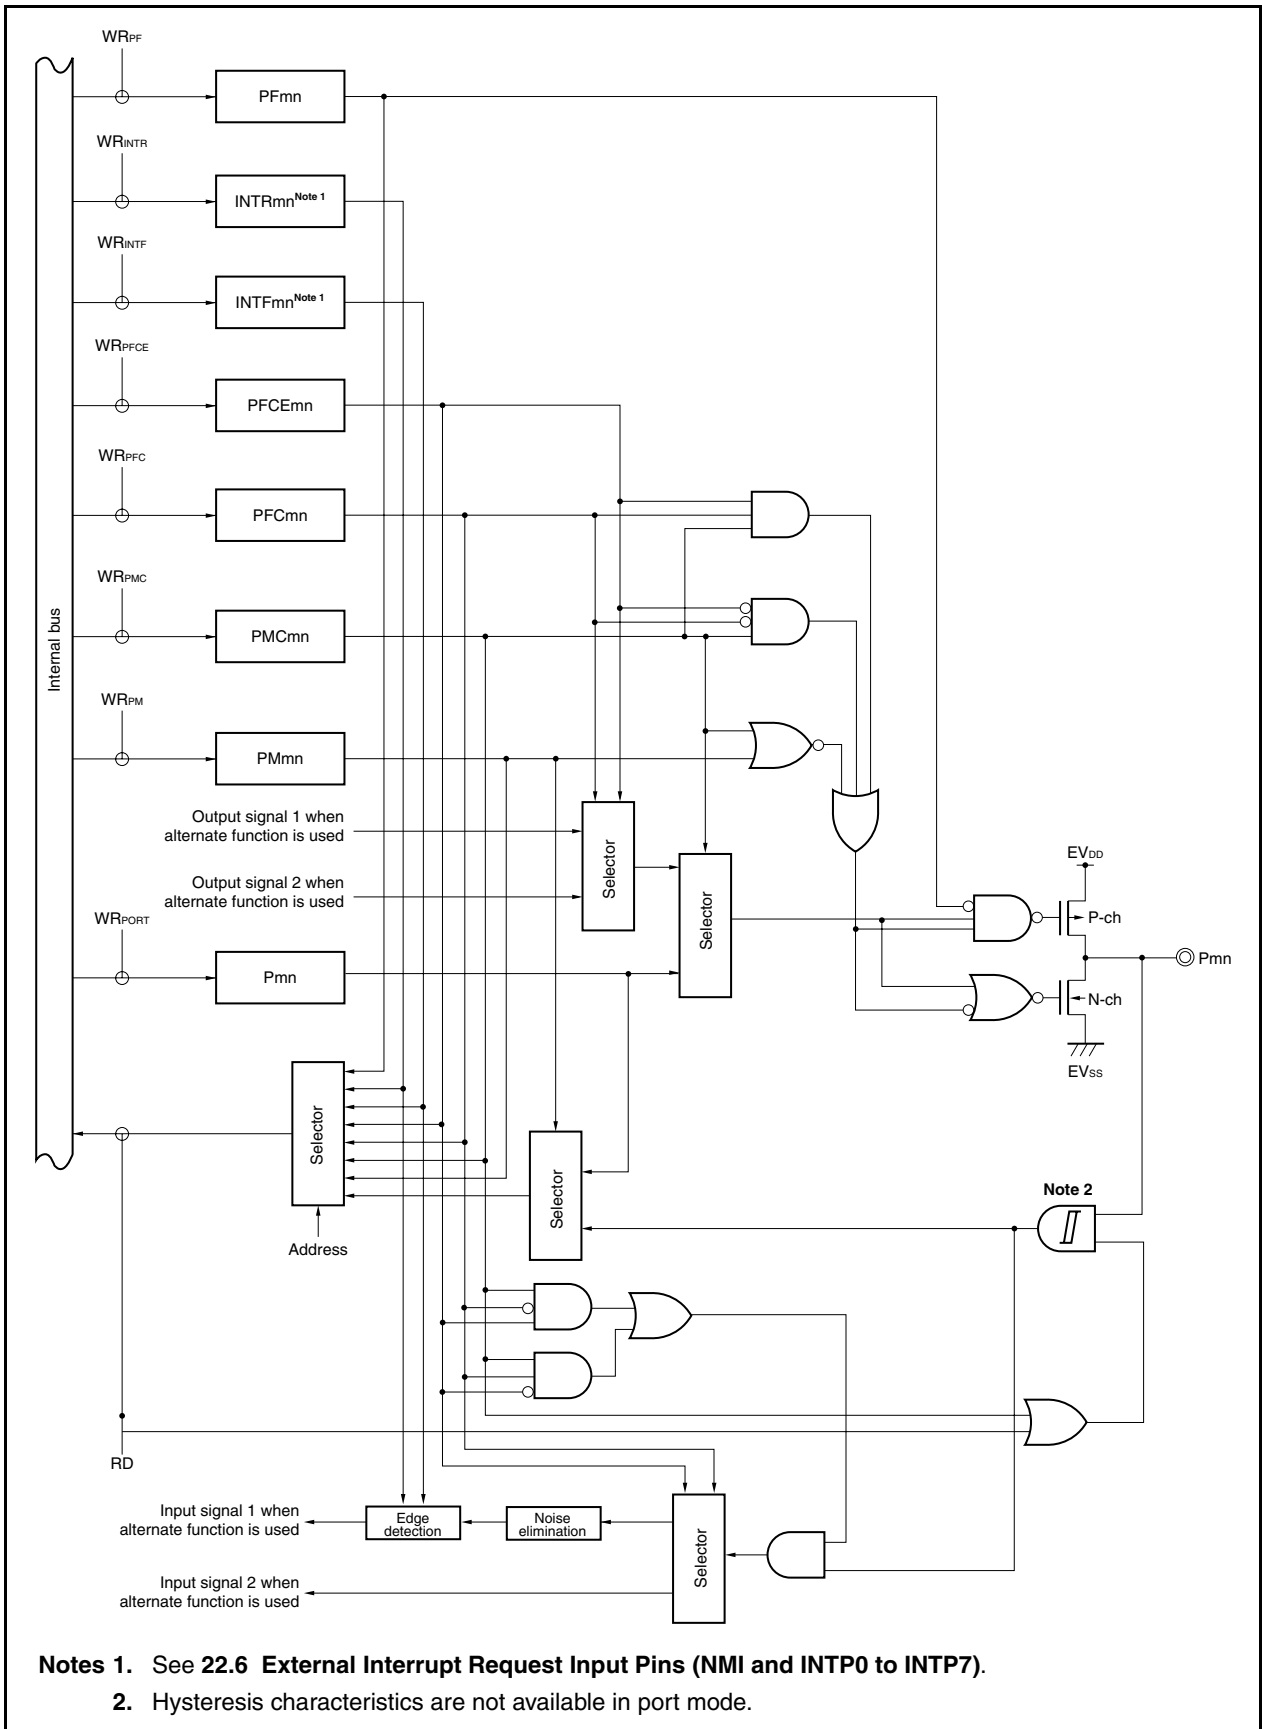 WRPF
PFmn
WRINTR
INTRmnNote 1
WRINTF
INTFmnNote 1
WRPFCE
PFCEmn
WRPFC
PFCmn
WRPMC
PMCmn
Internal bus
WRPM
PMmn
Output signal 1 when
alternate function is used
Output signal 2 when
alternate function is used
Selector
Selector
WRPORT
Pmn
EVDD
P-ch
Pmn
N-ch
EVSS
Selector
Address
Selector
Note 2
RD
Input signal 1 when
alternate function is used
Edge
detection
Noise
elimination
Selector
Input signal 2 when
alternate function is used
Notes 1. See 22.6 External Interrupt Request Input Pins (NMI and INTP0 to INTP7).
2. Hysteresis characteristics are not available in port mode.